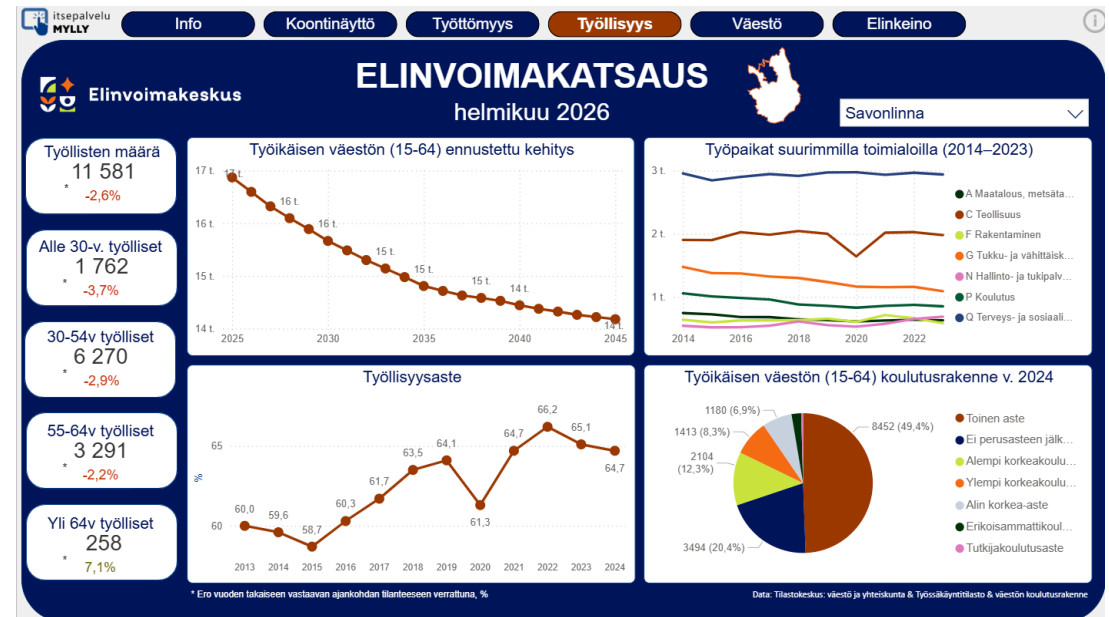 itsepalvelu
MYLLY
Info
Koontinäyttö
Työttömyys
Työllisyys
Väestö
Elinkeino
Elinvoimakeskus
ELINVOIMAKATSAUS
helmikuu 2026
Savonlinna
Työllisten määrä
11 581
*
-2,6%
Alle 30-v. työlliset
1 762
*
-3,7%
30-54v työlliset
6 270
*
-2,9%
55-64v työlliset
3 291
*
-2,2%
Yli 64v työlliset
258
*
7,1%
Työikäisen väestön (15-64) ennustettu kehitys
17 t.
16 t.
15 t.
14 t.
17 t.
16 t.
16 t.
15 t.
15 t.
15 t.
14 t.
14 t.
2025 2030 2035 2040 2045
Työpaikat suurimmilla toimialoilla (2014–2023)
3 t.
2 t.
1 t.
2014 2016 2018 2020 2022
A Maatalous, metsäta...
C Teollisuus
F Rakentaminen
G Tukku- ja vähittäisk...
N Hallinto- ja tukipalv...
P Koulutus
Q Terveys- ja sosiaali...
Työllisyysaste
%
65
60
60,0
59,6
58,7
60,3
61,7
63,5
64,1
61,3
64,7
66,2
65,1
64,7
2013 2014 2015 2016 2017 2018 2019 2020 2021 2022 2023 2024
Työikäisen väestön (15-64) koulutusrakenne v. 2024
1180 (6,9%)
1413 (8,3%)
2104
(12,3%)
3494 (20,4%)
8452 (49,4%)
Toinen aste
Ei perusasteen jälk...
Alempi korkeakoulu...
Ylempi korkeakoulu...
Alin korkea-aste
Erikoisammattikoul...
Tutkijakoulutusaste
* Ero vuoden takaiseen vastaavan ajankohdan tilanteeseen verrattuna, %
Data: Tilastokeskus: väestö ja yhteiskunta & Työssäkäyntitilasto & väestön koulutusrakenne